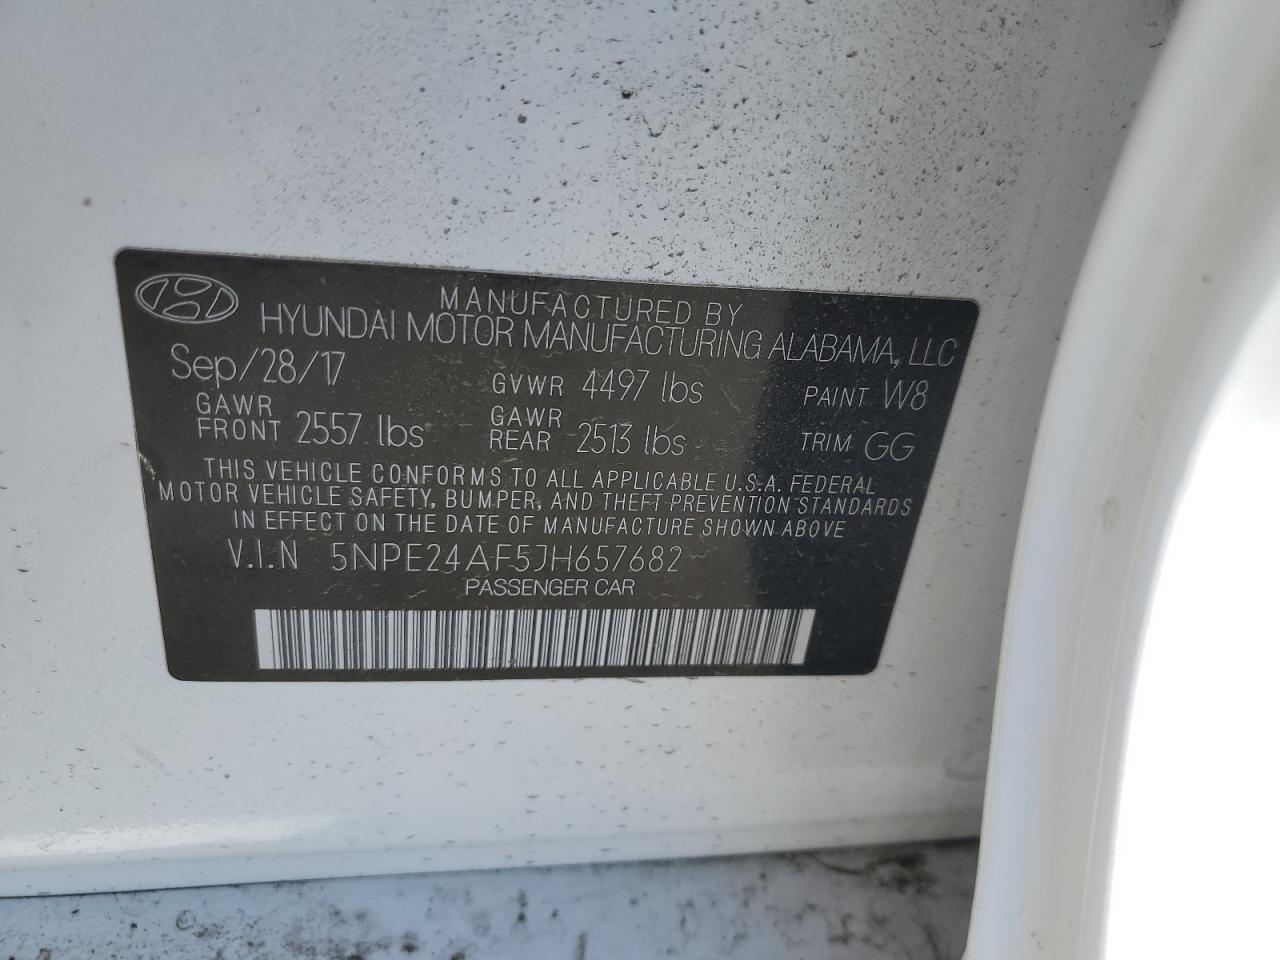 MANUFACTURED BY
HYUNDAI MOTOR MANUFACTURING ALABAMA, LLC
Sep/28/17 GVWR 4497 lbs PAINT W8
GAWR FRONT 2557 lbs GAWR REAR 2513 lbs TRIM GG
THIS VEHICLE CONFORMS TO ALL APPLICABLE U.S.A. FEDERAL
MOTOR VEHICLE SAFETY, BUMPER, AND THEFT PREVENTION STANDARDS
IN EFFECT ON THE DATE OF MANUFACTURE SHOWN ABOVE
V.I.N 5NPE24AF5JH657682
PASSENGER CAR